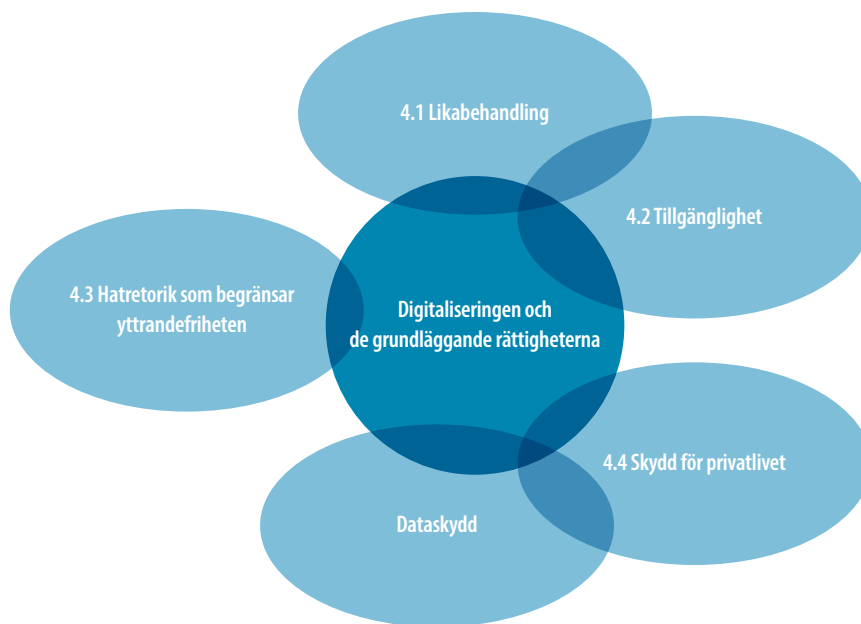 4.1 Likabehandling
4.2 Tillgänglighet
4.3 Hatretorik som begränsar
yttrandefriheten
Digitaliseringen och
de grundläggande rättigheterna
4.4 Skydd för privatlivet
Dataskydd